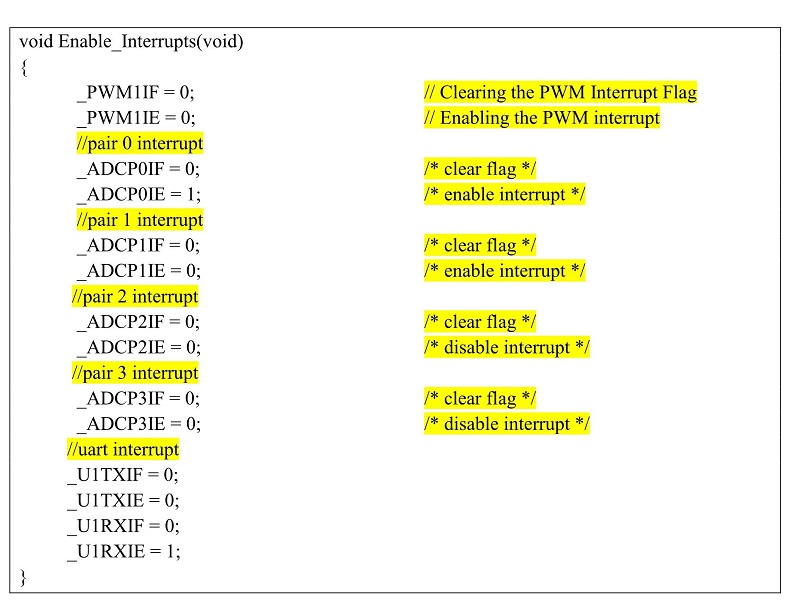 void Enable_Interrupts(void)
{
_PWM1IF = 0; // Clearing the PWM Interrupt Flag
_PWM1IE = 0; // Enabling the PWM interrupt
//pair 0 interrupt
_ADCP0IF = 0; /* clear flag */
_ADCP0IE = 1; /* enable interrupt */
//pair 1 interrupt
_ADCP1IF = 0; /* clear flag */
_ADCP1IE = 0; /* enable interrupt */
//pair 2 interrupt
_ADCP2IF = 0; /* clear flag */
_ADCP2IE = 0; /* disable interrupt */
//pair 3 interrupt
_ADCP3IF = 0; /* clear flag */
_ADCP3IE = 0; /* disable interrupt */
//uart interrupt
_U1TXIF = 0;
_U1TXIE = 0;
_U1RXIF = 0;
_U1RXIE = 1;
}